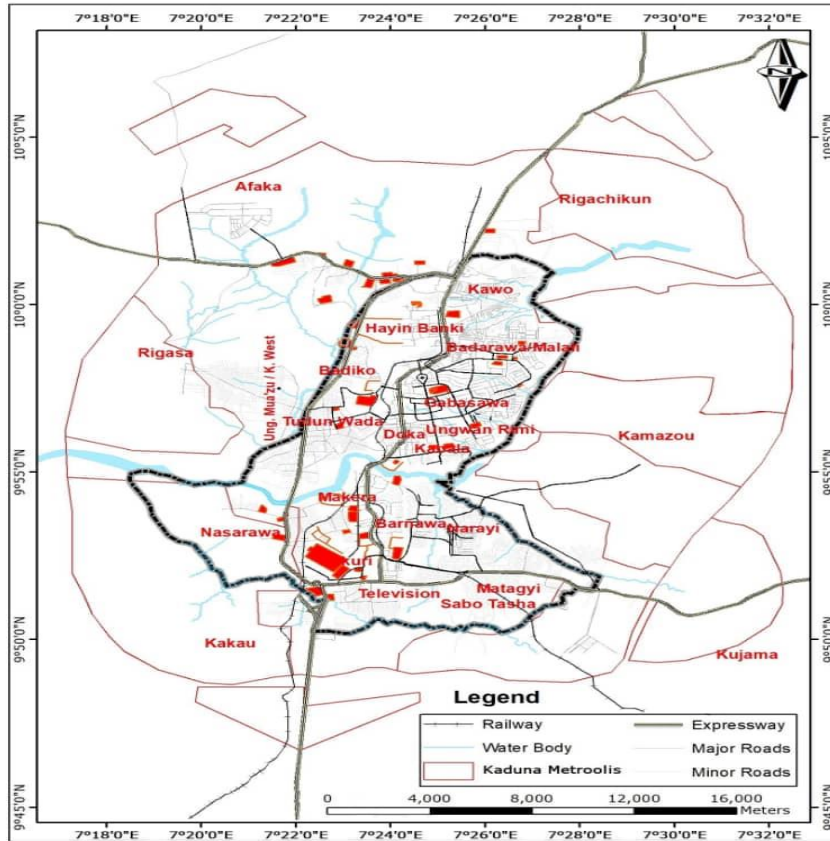 7°18'0"E 7°20'0"E 7°22'0"E 7°24'0"E 7°26'0"E 7°28'0"E 7°30'0"E 7°32'0"E
N
10°5'0"N 10°5'0"N
Afaka
Rigachikun
10°0'0"N 10°0'0"N
Kawo
Hayin Banki
Rigasa
Badarawa/Malali
Badiko
Ung. Mua'zu / K. West
Gabasawa
Tudun Wada
Doka
Ungwan Rimi
Kamazou
Kabala
9°55'0"N 9°55'0"N
Makera
Nasarawa
Barnawa
Narayi
kuri
Television
Matagyi
Sabo Tasha
Kakau
9°50'0"N 9°50'0"N
Kujama
Legend
Railway Expressway
Water Body Major Roads
Kaduna Metroolis Minor Roads
0 4,000 8,000 12,000 16,000
Meters
9°45'0"N 9°45'0"N
7°18'0"E 7°20'0"E 7°22'0"E 7°24'0"E 7°26'0"E 7°28'0"E 7°30'0"E 7°32'0"E